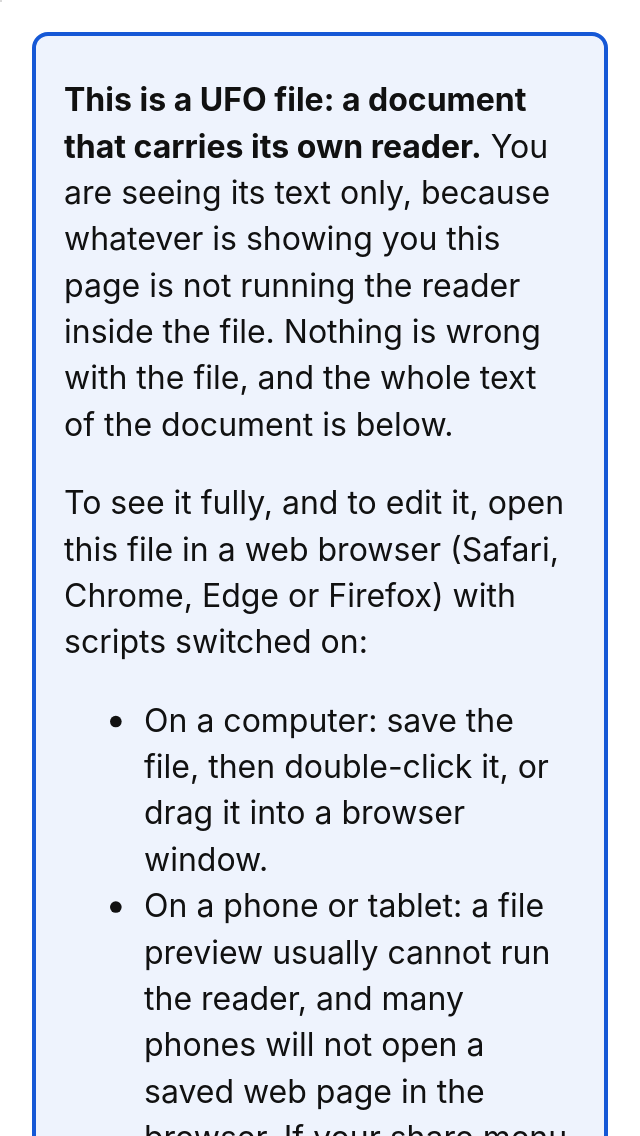 This is a UFO file: a document
that carries its own reader. You
are seeing its text only, because
whatever is showing you this
page is not running the reader
inside the file. Nothing is wrong
with the file, and the whole text
of the document is below.
To see it fully, and to edit it, open
this file in a web browser (Safari,
Chrome, Edge or Firefox) with
scripts switched on:
• On a computer: save the
file, then double-click it, or
drag it into a browser
window.
• On a phone or tablet: a file
preview usually cannot run
the reader, and many
phones will not open a
saved web page in the
browser. If your share menu